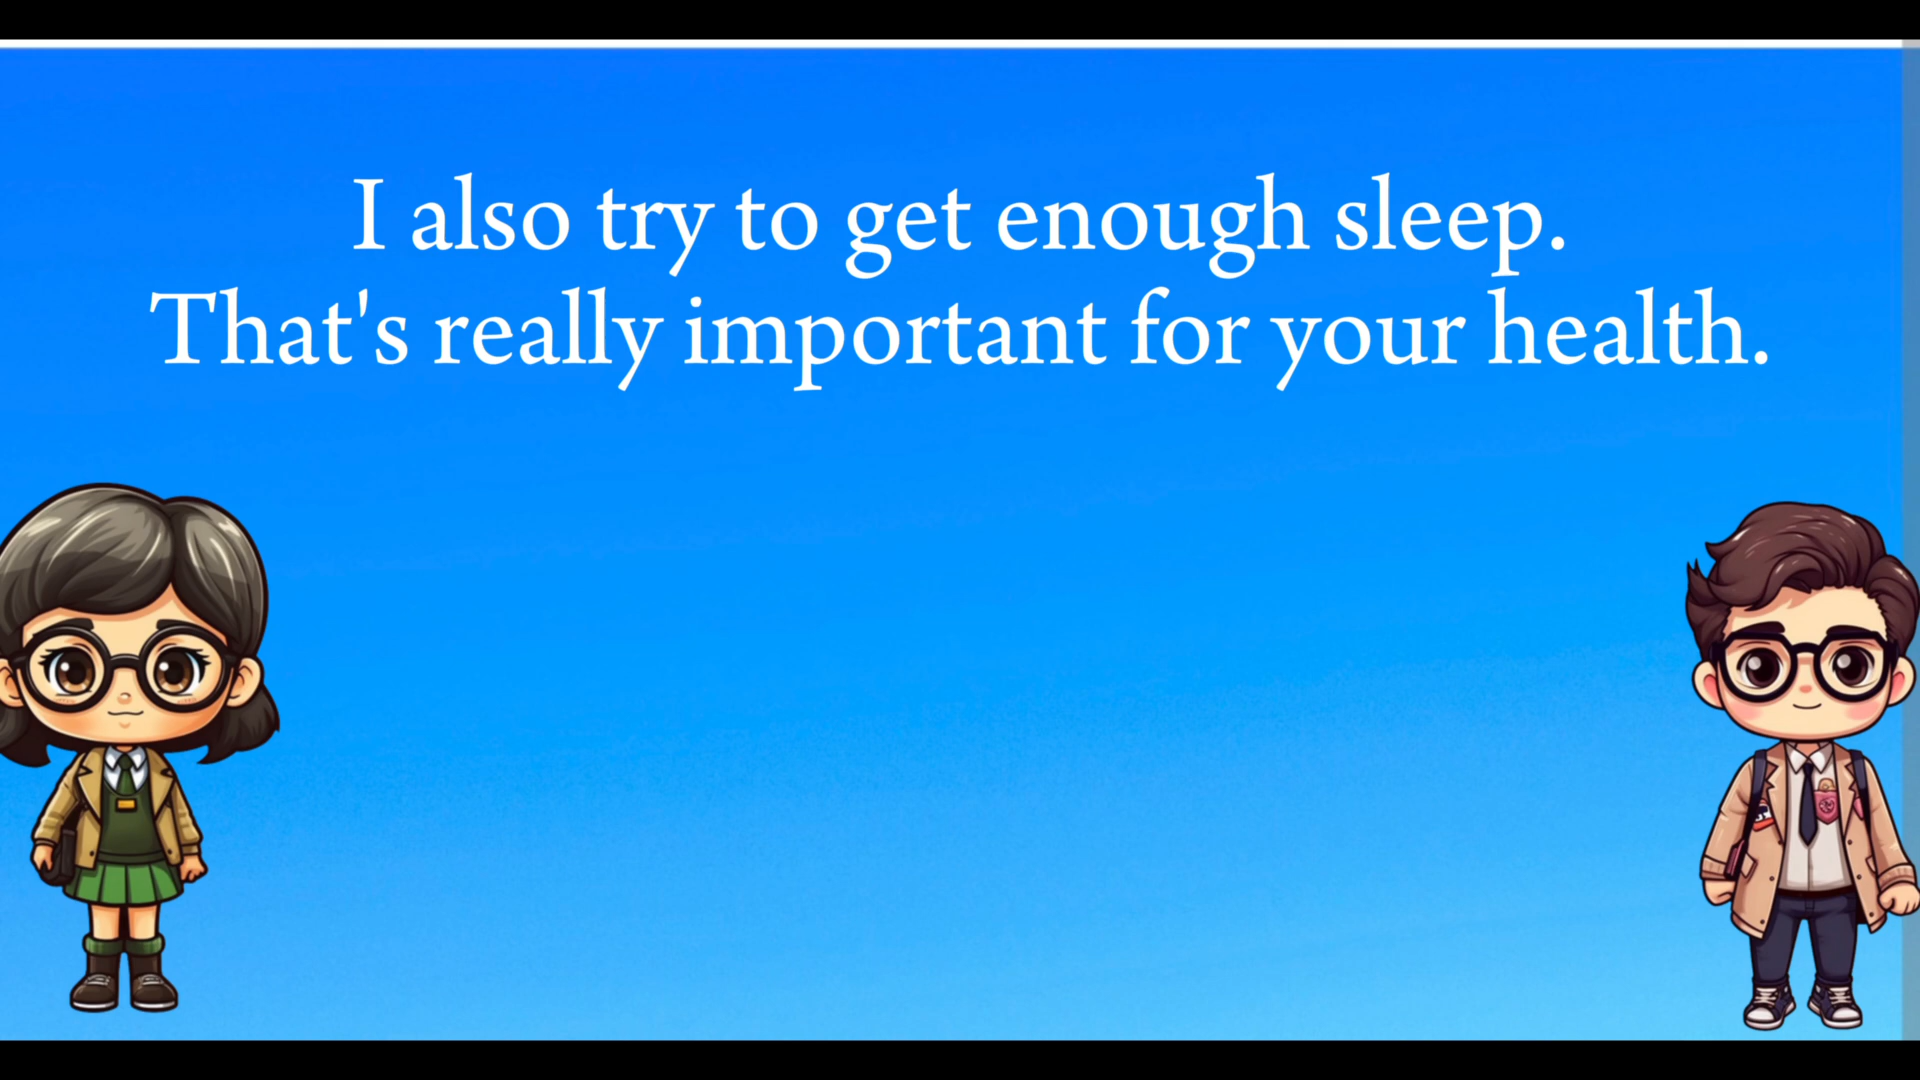 I also try to get enough sleep.
That's really important for your health.